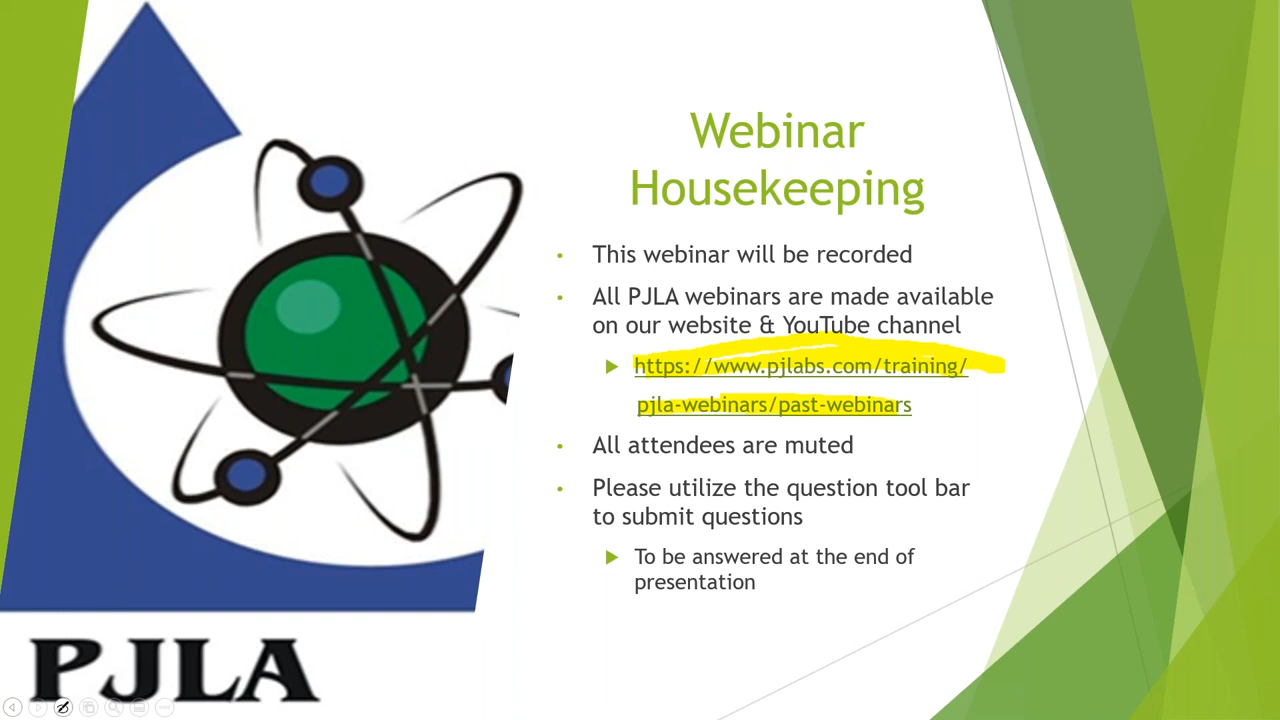 Webinar
Housekeeping
• This webinar will be recorded
• All PJLA webinars are made available
on our website & YouTube channel
https://www.pjlabs.com/training/
pjla-webinars/past-webinars
• All attendees are muted
• Please utilize the question tool bar
to submit questions
To be answered at the end of
presentation
PJLA